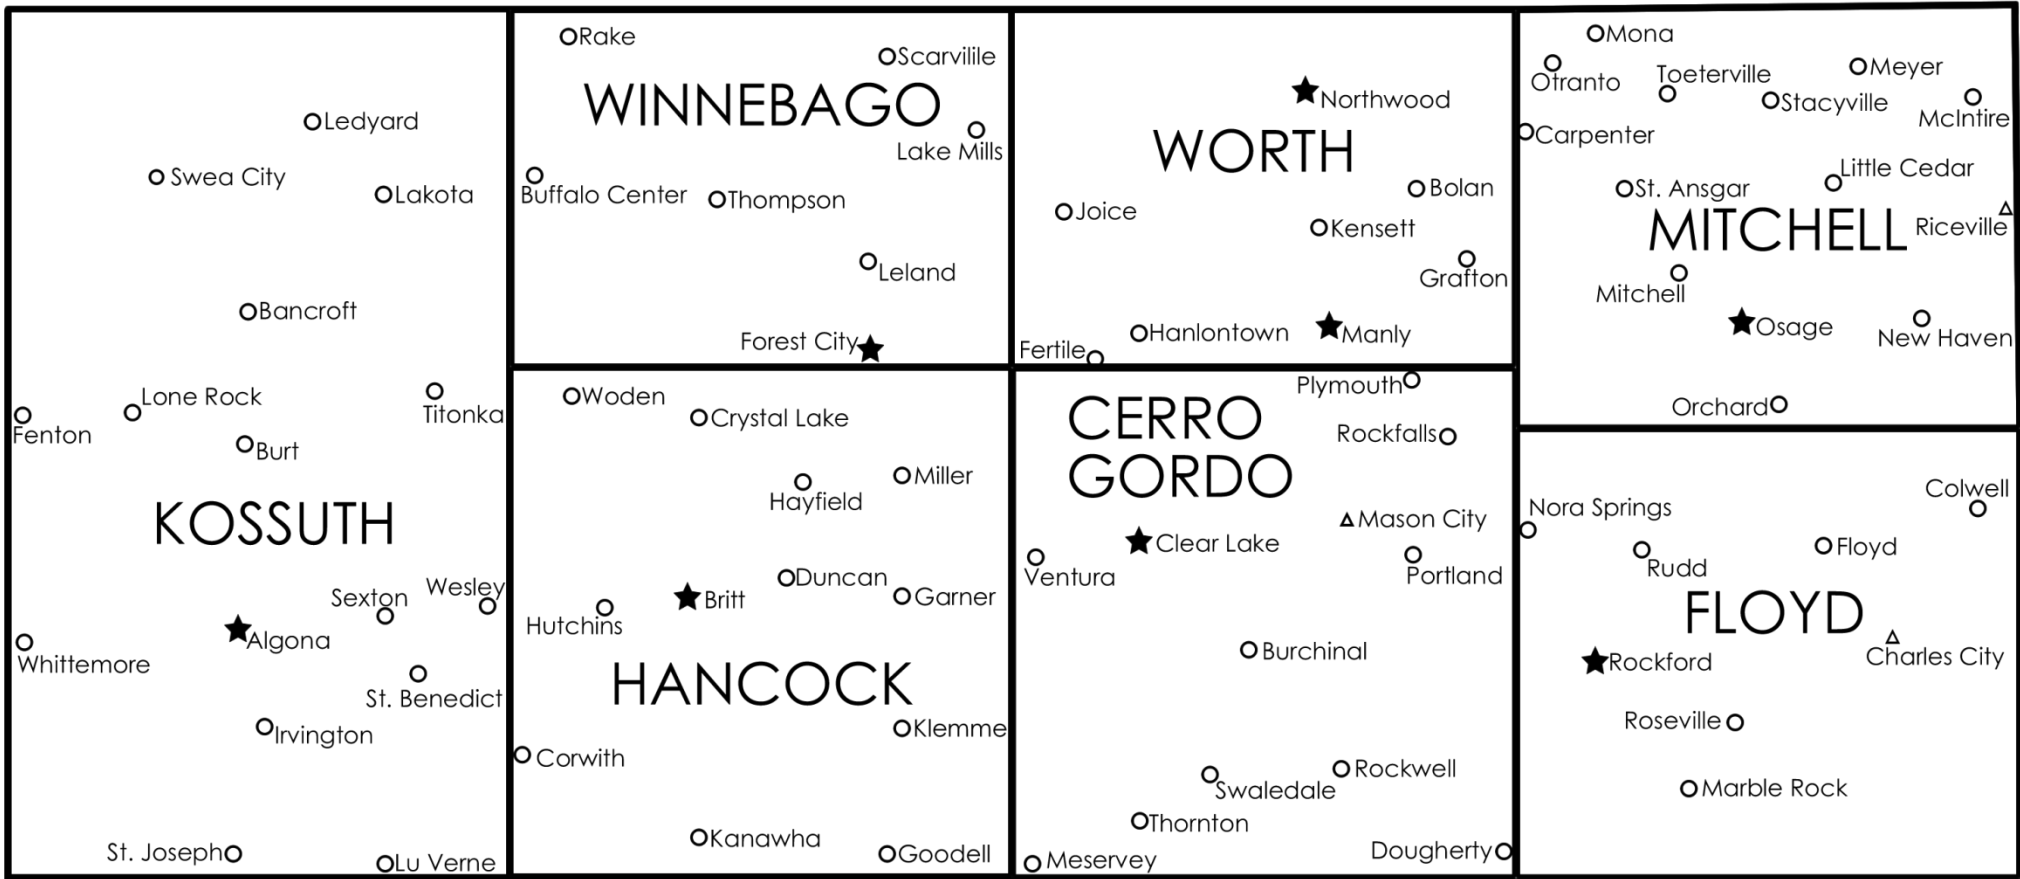 Ledyard
Swea City
Lakota
Bancroft
Lone Rock
Fenton
Titonka
Burt
KOSSUTH
Sexton
Wesley
Algona
Whittemore
St. Benedict
Irvington
St. Joseph
Lu Verne
Rake
Scarvilile
WINNEBAGO
Lake Mills
Buffalo Center
Thompson
Leland
Forest City
Woden
Crystal Lake
Miller
Hayfield
Duncan
Britt
Garner
Hutchins
HANCOCK
Klemme
Corwith
Kanawha
Goodell
Northwood
WORTH
Bolan
Joice
Kensett
Grafton
Hanlontown
Manly
Fertile
Plymouth
CERRO
GORDO
Rockfalls
Mason City
Clear Lake
Ventura
Portland
Burchinal
Rockwell
Swaledale
Thornton
Dougherty
Meservey
Mona
Otranto
Toeterville
Meyer
Stacyville
McIntire
Carpenter
Little Cedar
St. Ansgar
MITCHELL
Riceville
Mitchell
Osage
New Haven
Orchard
Colwell
Nora Springs
Floyd
Rudd
FLOYD
Charles City
Rockford
Roseville
Marble Rock